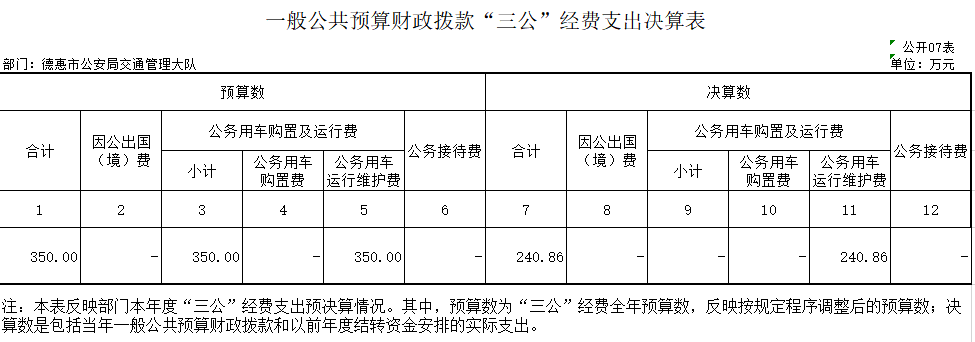 一般公共预算财政拨款“三公”经费支出决算表
公开07表
部门：德惠市公安局交通管理大队 单位：万元
预算数 决算数
合计 因公出国（境）费 公务用车购置及运行费 公务接待费 合计 因公出国（境）费 公务用车购置及运行费 公务接待费
小计 公务用车购置费 公务用车运行维护费 小计 公务用车购置费 公务用车运行维护费
1 2 3 4 5 6 7 8 9 10 11 12
350.00 - 350.00 - 350.00 - 240.86 - - - 240.86 -
注：本表反映部门本年度“三公”经费支出预决算情况。其中，预算数为“三公”经费全年预算数，反映按规定程序调整后的预算数；决
算数是包括当年一般公共预算财政拨款和以前年度结转资金安排的实际支出。